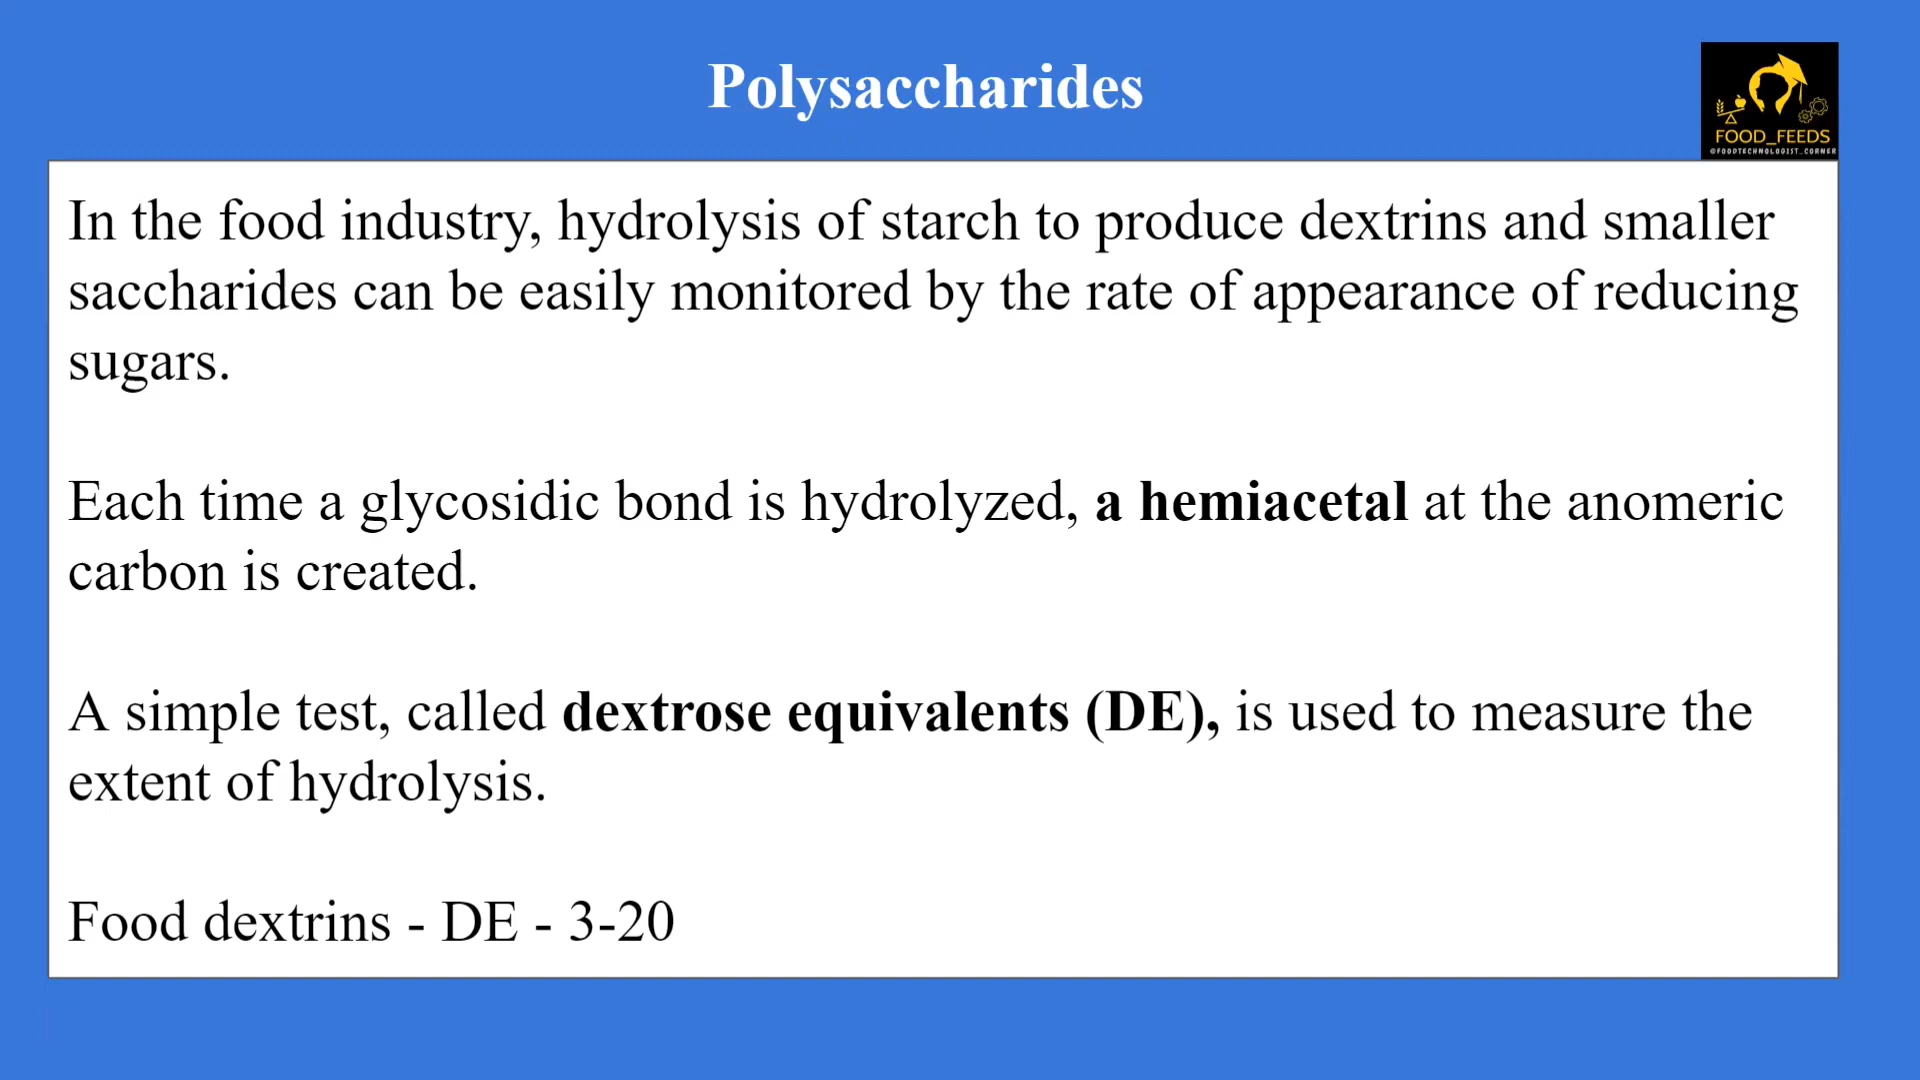 Polysaccharides
FOOD_FEEDS
@FOODTECHNOLOGIST_CORNER
In the food industry, hydrolysis of starch to produce dextrins and smaller
saccharides can be easily monitored by the rate of appearance of reducing
sugars.
Each time a glycosidic bond is hydrolyzed, a hemiacetal at the anomeric
carbon is created.
A simple test, called dextrose equivalents (DE), is used to measure the
extent of hydrolysis.
Food dextrins - DE - 3-20